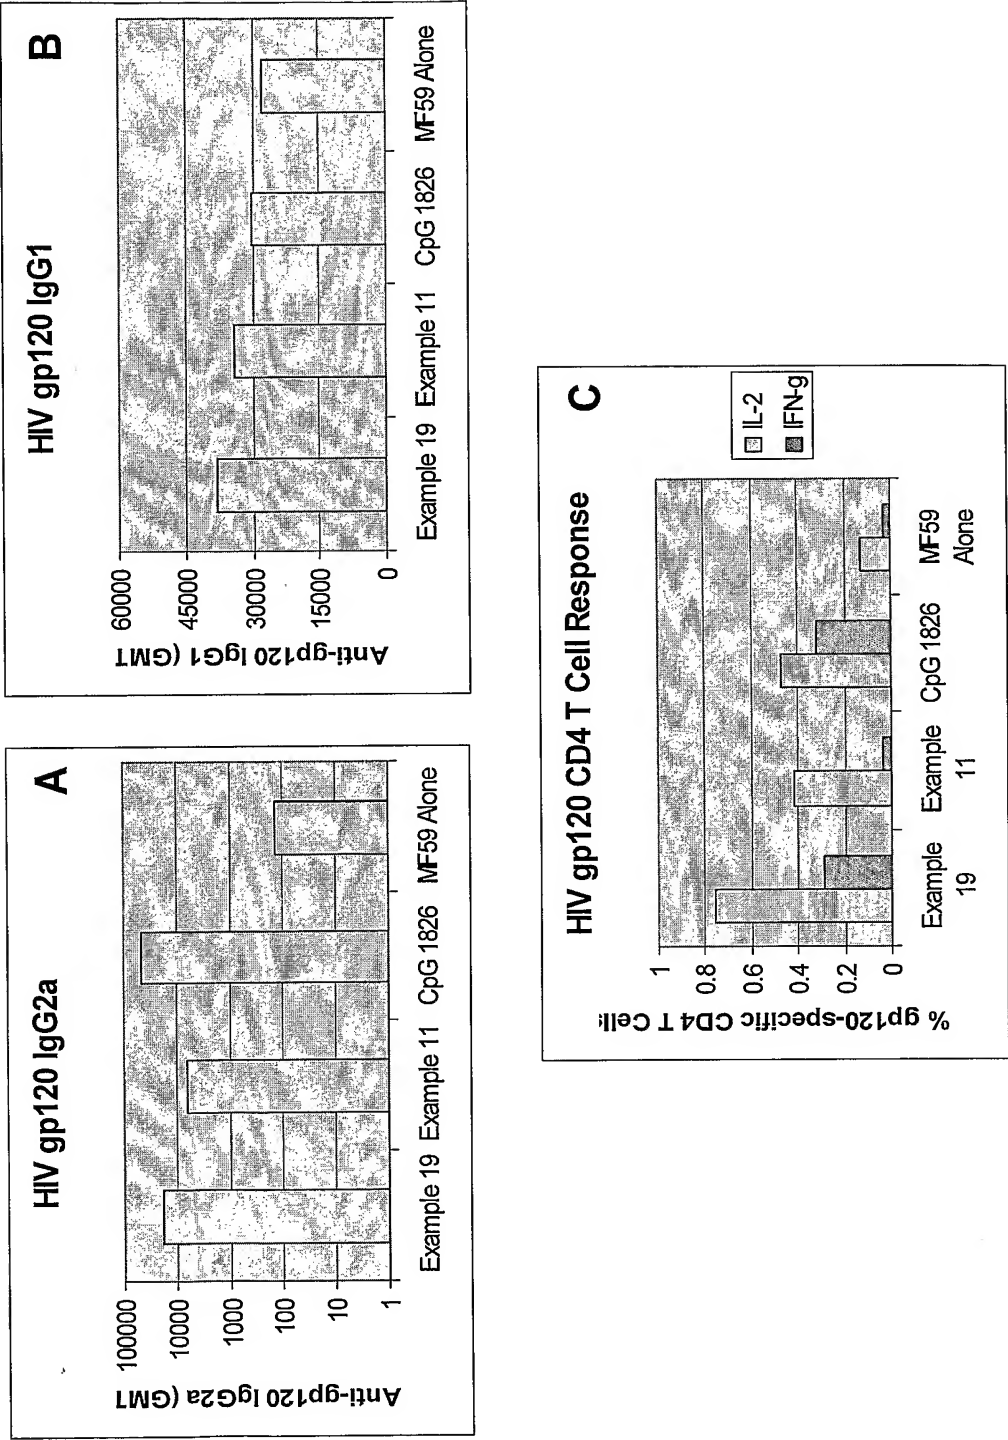 HIV gp120 IgG2a
A
Anti-gp120 IgG2a (GMT)
100000
10000
1000
100
10
1
Example 19 Example 11 CpG 1826 MF59 Alone
HIV gp120 IgG1
B
Anti-gp120 IgG1 (GMT)
60000
45000
30000
15000
0
Example 19 Example 11 CpG 1826 MF59 Alone
HIV gp120 CD4 T Cell Response
C
% gp120-specific CD4 T Cells
1
0.8
0.6
0.4
0.2
0
Example 19
Example 11
CpG 1826
MF59 Alone
IL-2
IFN-g